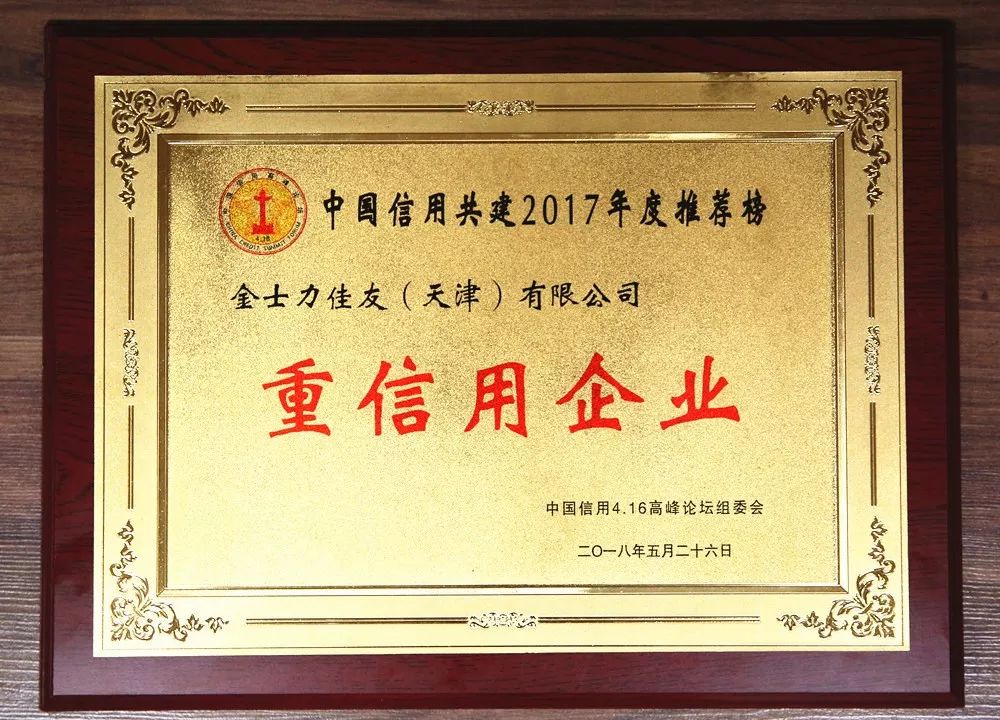 中国信用共建2017年度推荐榜
金士力佳友（天津）有限公司
重信用企业
中国信用4.16高峰论坛组委会
二〇一八年五月二十六日